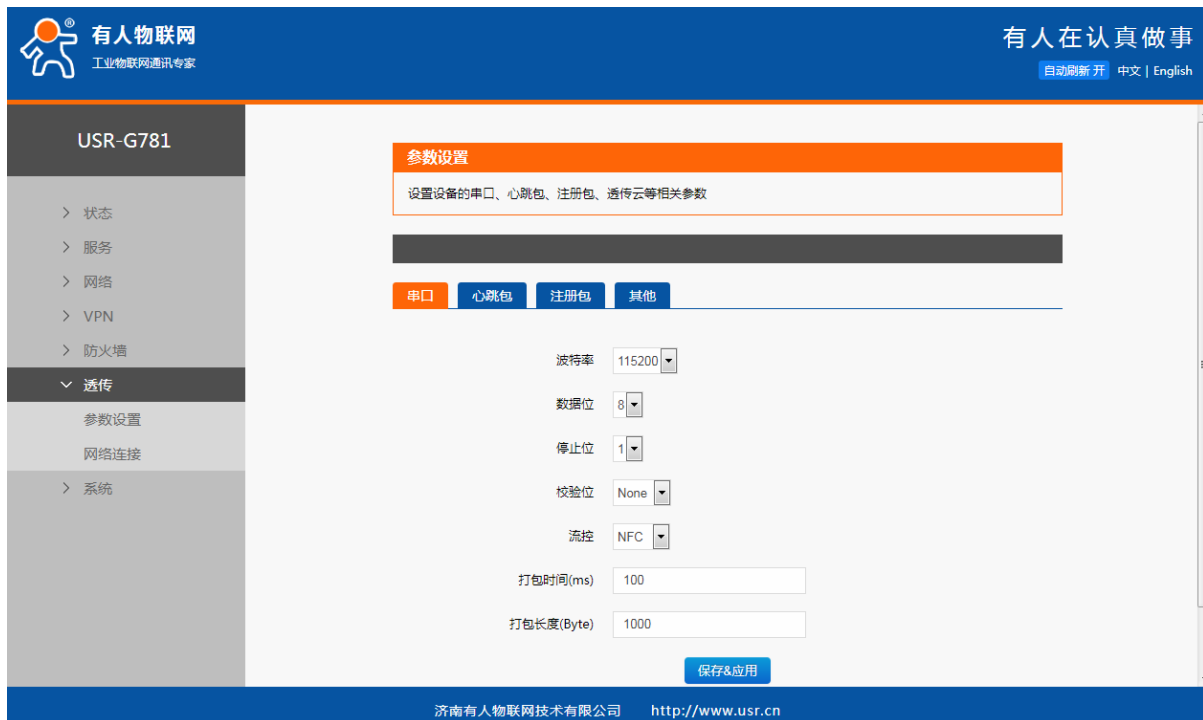 有人物联网
®
工业物联网通讯专家
有人在认真做事
自动刷新 开 中文 | English
USR-G781
状态
服务
网络
VPN
防火墙
透传
参数设置
网络连接
系统
参数设置
设置设备的串口、心跳包、注册包、透传云等相关参数
串口 心跳包 注册包 其他
波特率 115200
数据位 8
停止位 1
校验位 None
流控 NFC
打包时间(ms) 100
打包长度(Byte) 1000
保存&应用
济南有人物联网技术有限公司 http://www.usr.cn